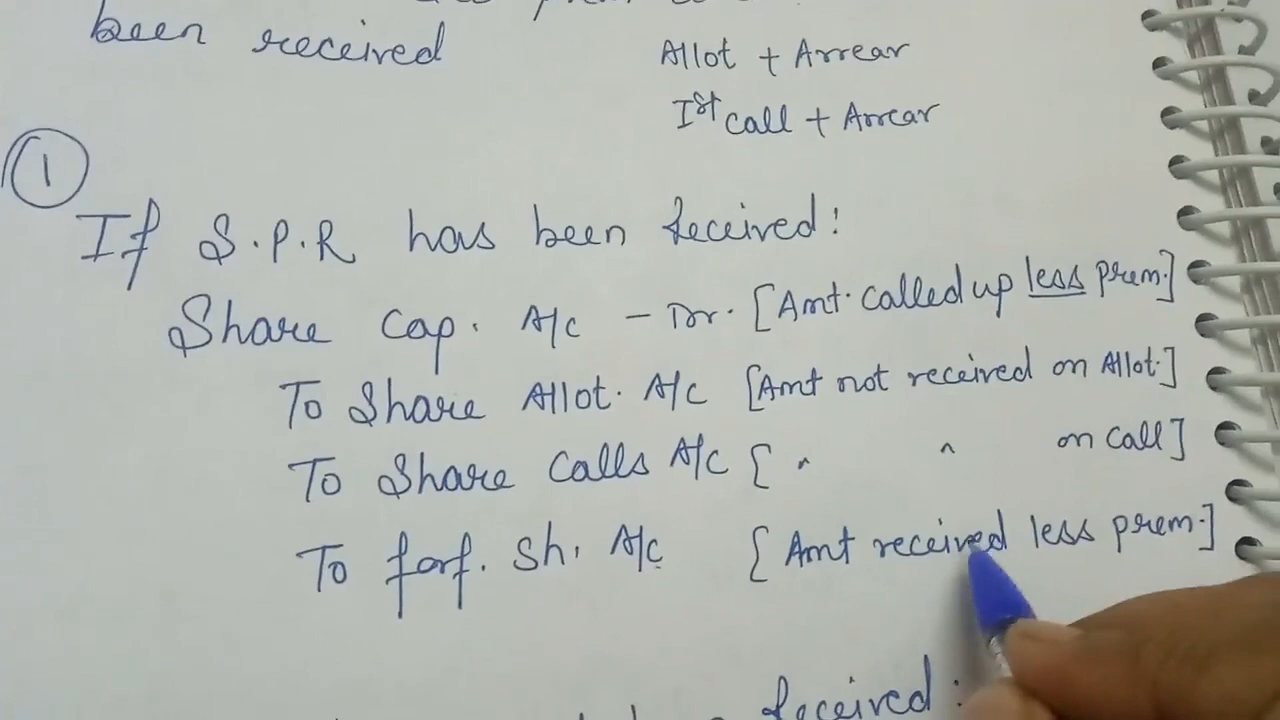 been received
Allot + Arrear
Ist call + Arrear
1
If S.P.R has been received:
Share Cap. A/c - Dr. [Amt. called up less prem.]
To Share Allot. A/c [Amt not received on Allot.]
To Share Calls A/c [ " " on call]
To forf. Sh. A/c [Amt received less prem.]
received: